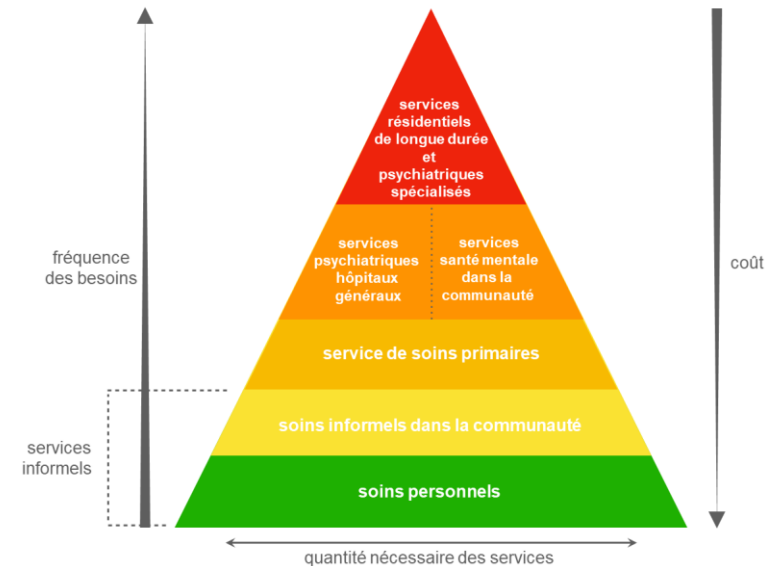 services
résidentiels
de longue durée
et
psychiatriques
spécialisés
services
psychiatriques
hôpitaux
généraux
services
santé mentale
dans la
communauté
fréquence
des besoins
coût
service de soins primaires
soins informels dans la communauté
services
informels
soins personnels
quantité nécessaire des services